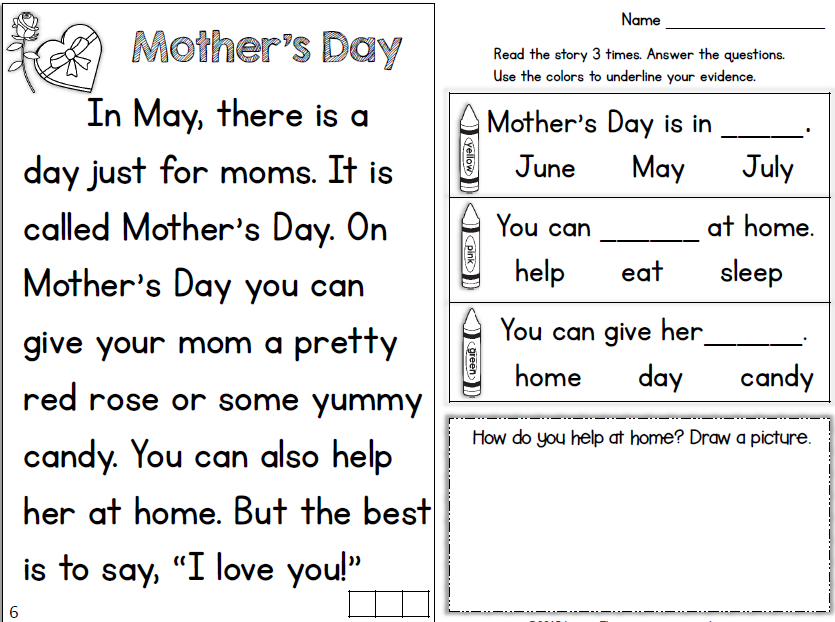 Mother's Day
In May, there is a
day just for moms. It is
called Mother's Day. On
Mother's Day you can
give your mom a pretty
red rose or some yummy
candy. You can also help
her at home. But the best
is to say, “I love you!”
6
Name ____________________
Read the story 3 times. Answer the questions.
Use the colors to underline your evidence.
yellow
Mother's Day is in _____.
June May July
pink
You can ______ at home.
help eat sleep
green
You can give her______.
home day candy
How do you help at home? Draw a picture.